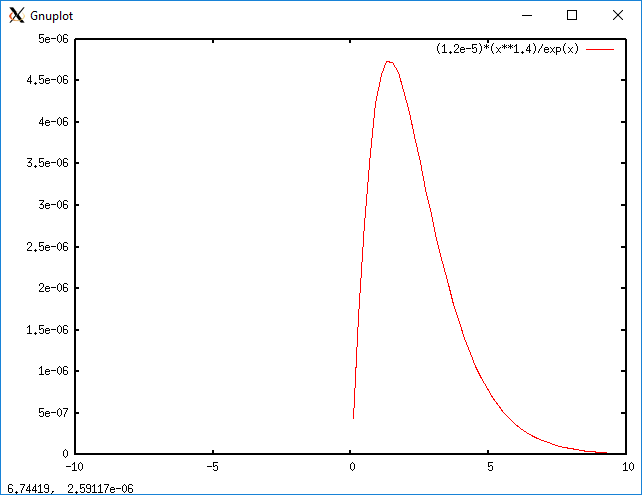 Gnuplot
5e-06
(1.2e-5)*(x**1.4)/exp(x)
4.5e-06
4e-06
3.5e-06
3e-06
2.5e-06
2e-06
1.5e-06
1e-06
5e-07
0
-10 -5 0 5 10
6.74419, 2.59117e-06